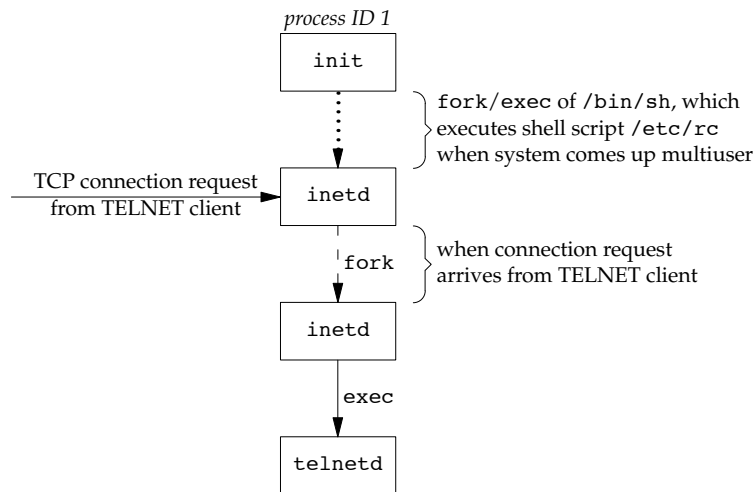 process ID 1
init
fork/exec of /bin/sh, which
executes shell script /etc/rc
when system comes up multiuser
TCP connection request
from TELNET client
inetd
fork
when connection request
arrives from TELNET client
inetd
exec
telnetd